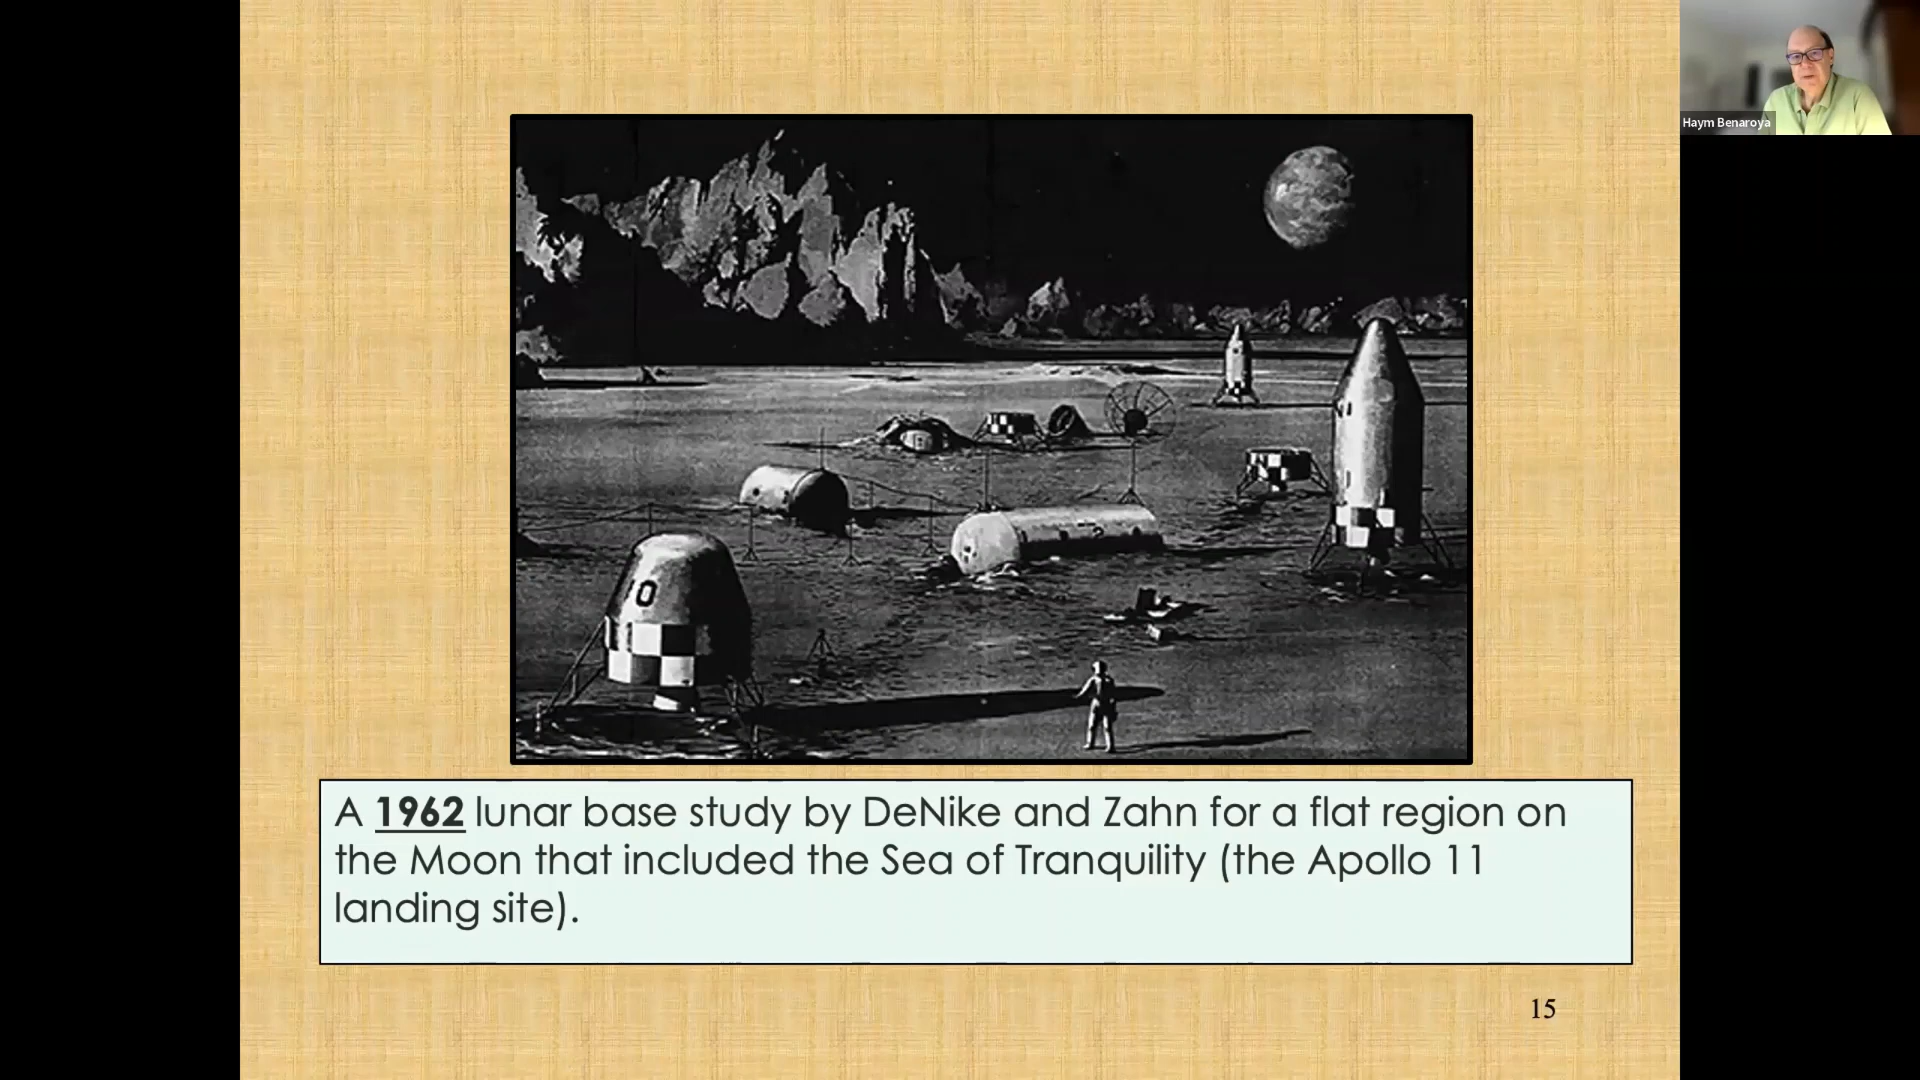 Haym Benaroya
A 1962 lunar base study by DeNike and Zahn for a flat region on
the Moon that included the Sea of Tranquility (the Apollo 11
landing site).
15